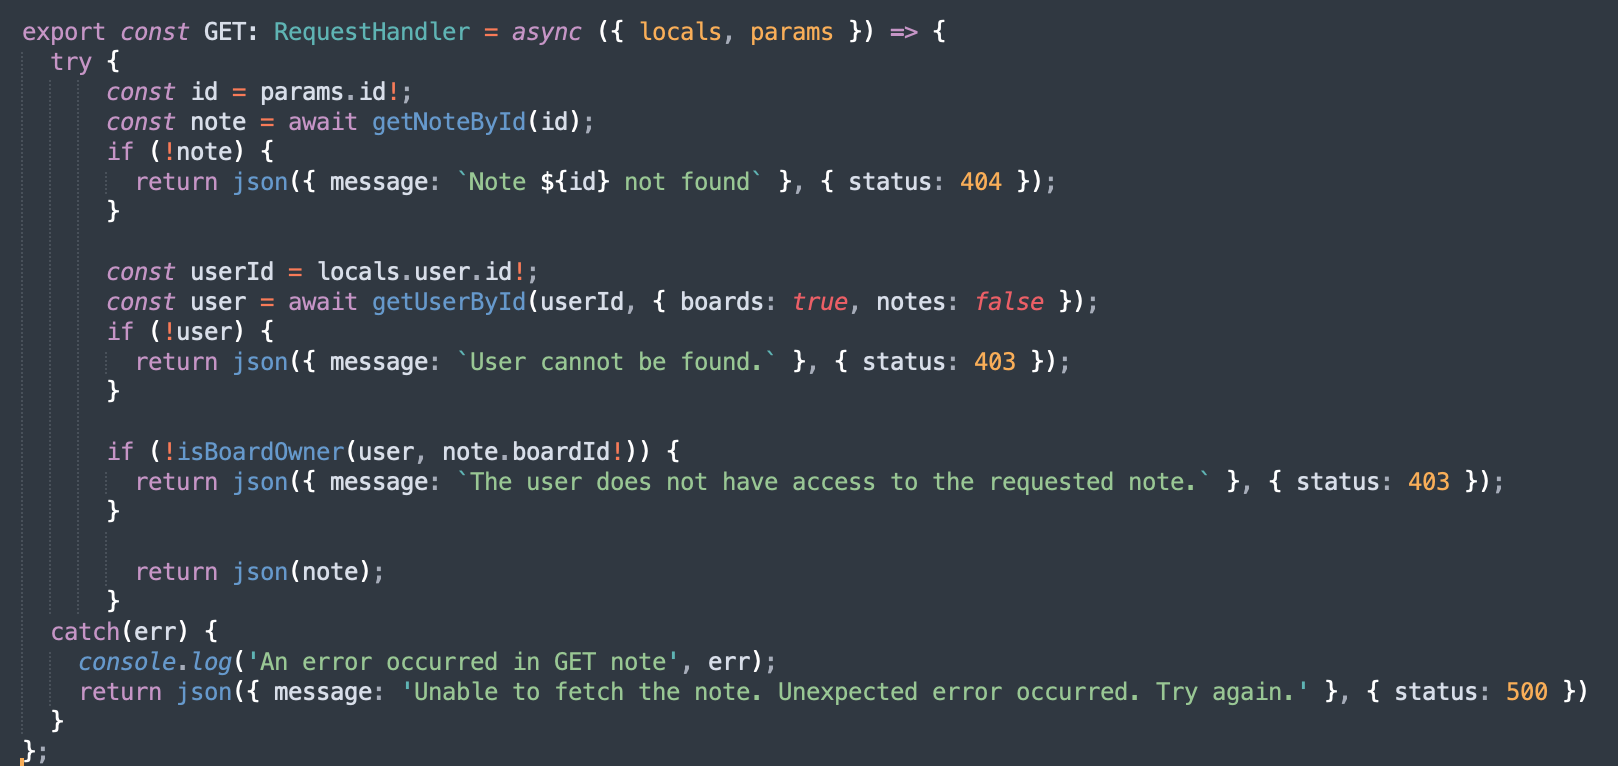 export const GET: RequestHandler = async ({ locals, params }) => {
  try {
      const id = params.id!;
      const note = await getNoteById(id);
      if (!note) {
        return json({ message: `Note ${id} not found` }, { status: 404 });
      }

      const userId = locals.user.id!;
      const user = await getUserById(userId, { boards: true, notes: false });
      if (!user) {
        return json({ message: `User cannot be found.` }, { status: 403 });
      }

      if (!isBoardOwner(user, note.boardId!)) {
        return json({ message: `The user does not have access to the requested note.` }, { status: 403 });
      }

        return json(note);
      }
  catch(err) {
    console.log('An error occurred in GET note', err);
    return json({ message: 'Unable to fetch the note. Unexpected error occurred. Try again.' }, { status: 500 })
  }
};